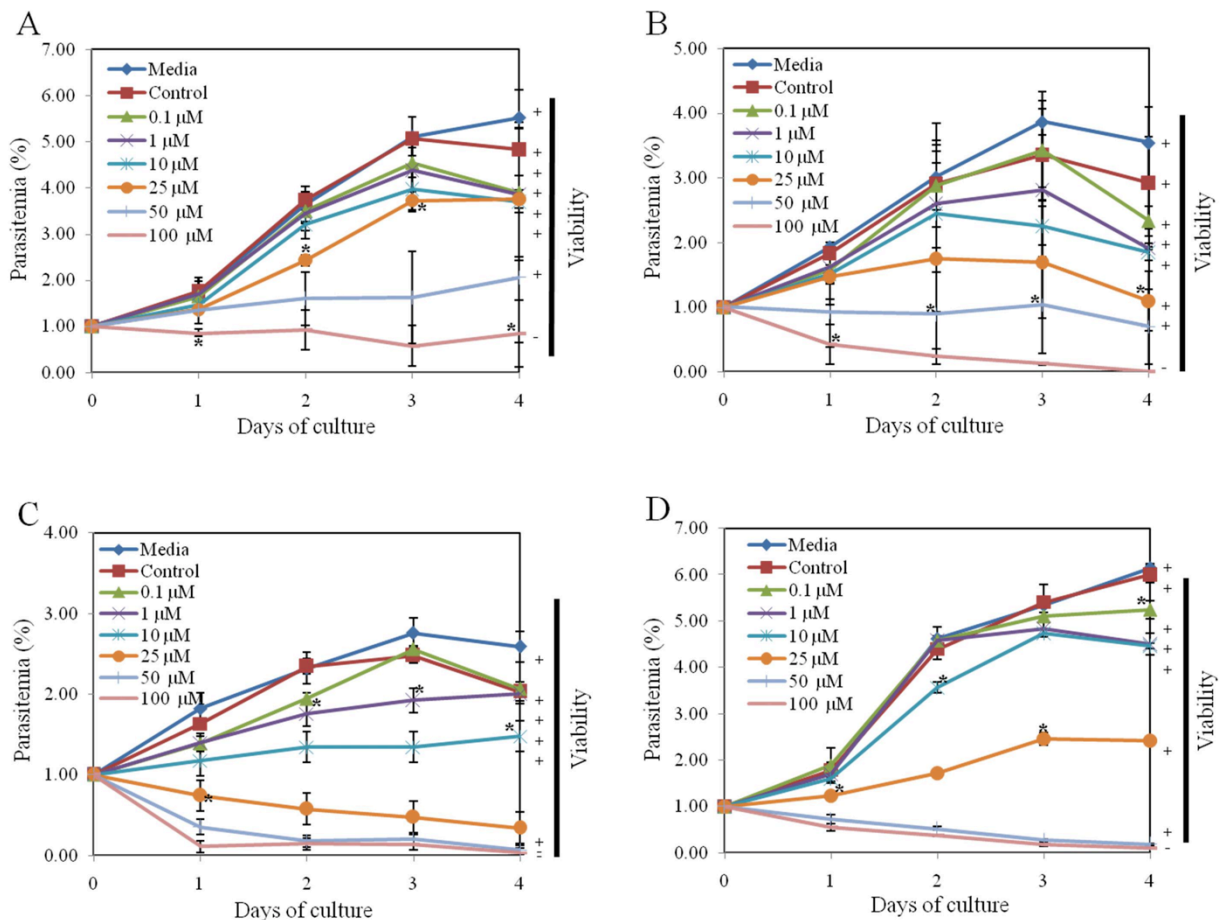 A
7.00
6.00
5.00
4.00
3.00
2.00
1.00
0.00
Parasitemia (%)
Media
Control
0.1 µM
1 µM
10 µM
25 µM
50 µM
100 µM
*
*
*
*
+
+
+
+
+
+
-
Viability
0 1 2 3 4
Days of culture
B
5.00
4.00
3.00
2.00
1.00
0.00
Parasitemia (%)
Media
Control
0.1 µM
1 µM
10 µM
25 µM
50 µM
100 µM
*
*
*
*
+
+
+
+
+
+
+
-
Viability
0 1 2 3 4
Days of culture
C
4.00
3.00
2.00
1.00
0.00
Parasitemia (%)
Media
Control
0.1 µM
1 µM
10 µM
25 µM
50 µM
100 µM
*
*
*
*
+
+
+
+
+
+
-
-
Viability
0 1 2 3 4
Days of culture
D
7.00
6.00
5.00
4.00
3.00
2.00
1.00
0.00
Parasitemia (%)
Media
Control
0.1 µM
1 µM
10 µM
25 µM
50 µM
100 µM
*
*
*
*
+
+
+
+
+
+
+
-
Viability
0 1 2 3 4
Days of culture